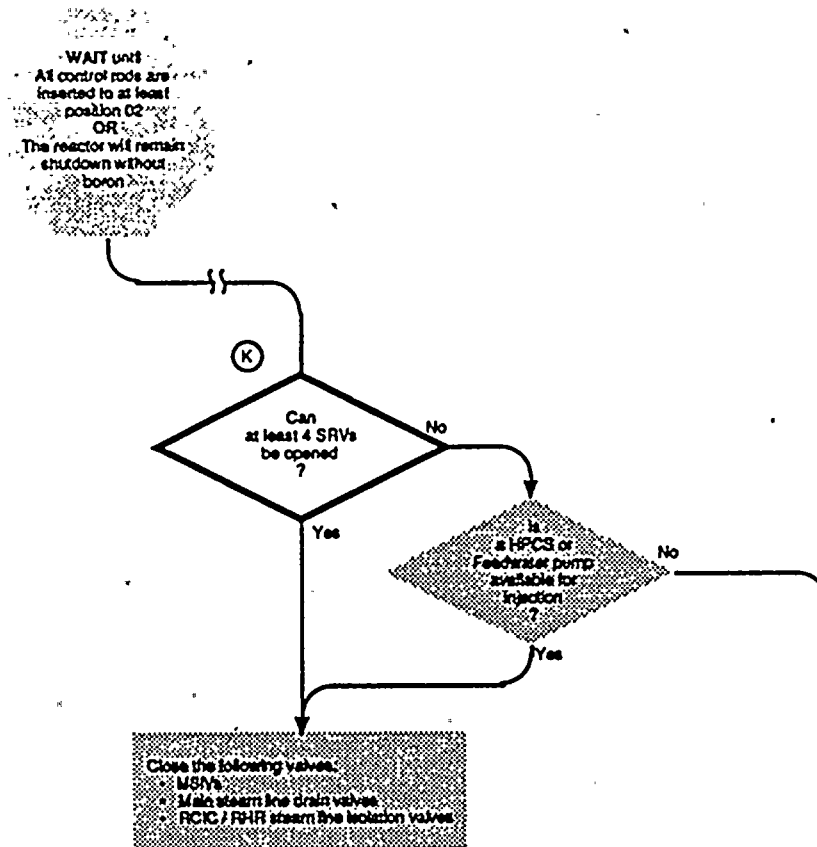 WAIT until
All control rods are
inserted to at least
position 02
OR
The reactor will remain
shutdown without
boron
K
Can
at least 4 SRVs
be opened
?
No
Yes
Is
a HPCS or
Feedwater pump
available for
injection
?
No
Yes
Close the following valves:
• MSIVs
• Main steam line drain valves
• RCIC / RHR steam line isolation valves